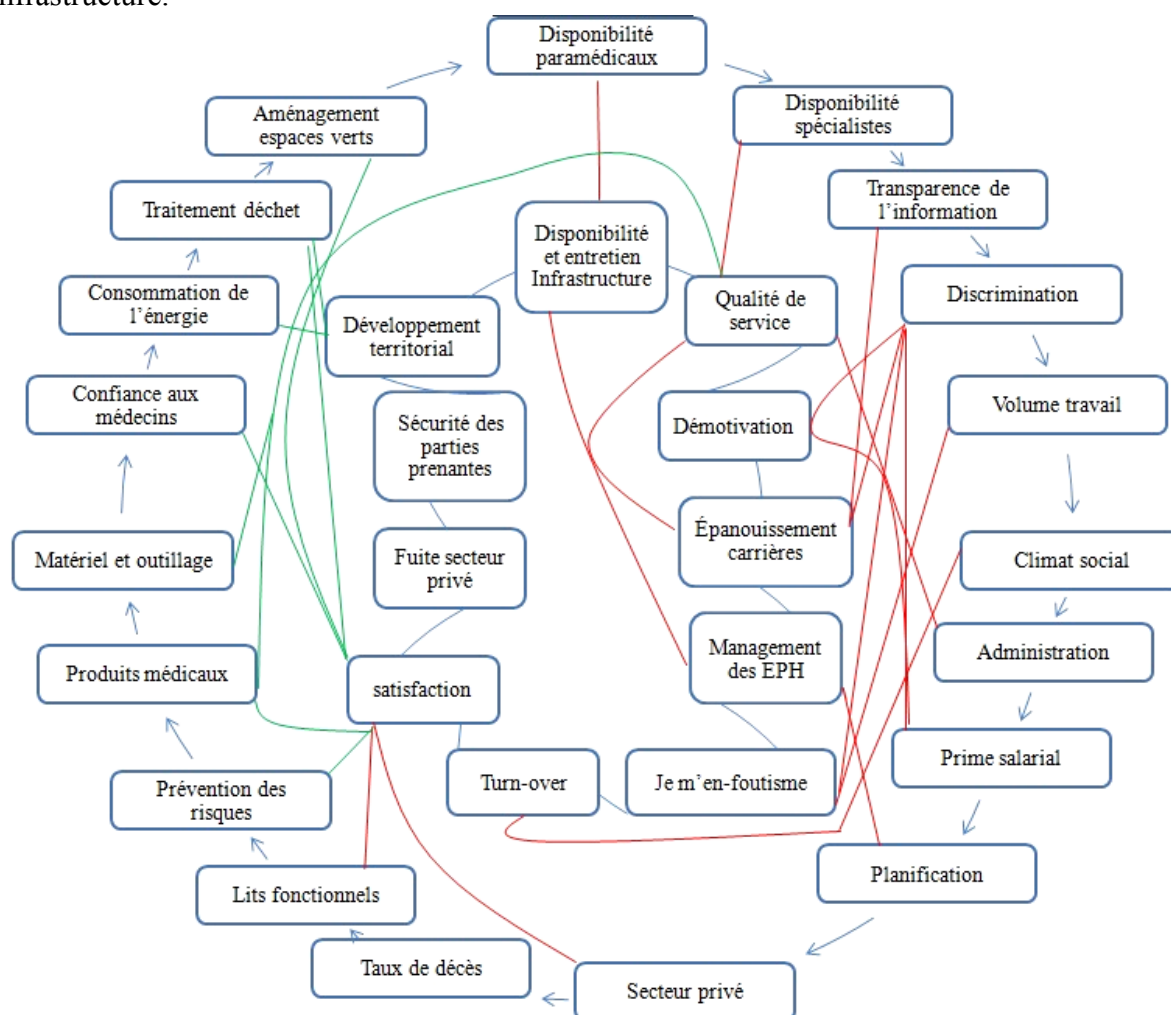 infrastructure.
Disponibilité
paramédicaux
Disponibilité
spécialistes
Aménagement
espaces verts
Transparence de
l’information
Traitement déchet
Disponibilité
et entretien
Infrastructure
Discrimination
Consommation de
l’énergie
Qualité de
service
Développement
territorial
Confiance aux
médecins
Volume travail
Sécurité des
parties
prenantes
Démotivation
Épanouissement
carrières
Matériel et outillage
Fuite secteur
privé
Climat social
Management
des EPH
Administration
Produits médicaux
satisfaction
Prime salarial
Turn-over
Je m’en-foutisme
Prévention des
risques
Planification
Lits fonctionnels
Taux de décès
Secteur privé